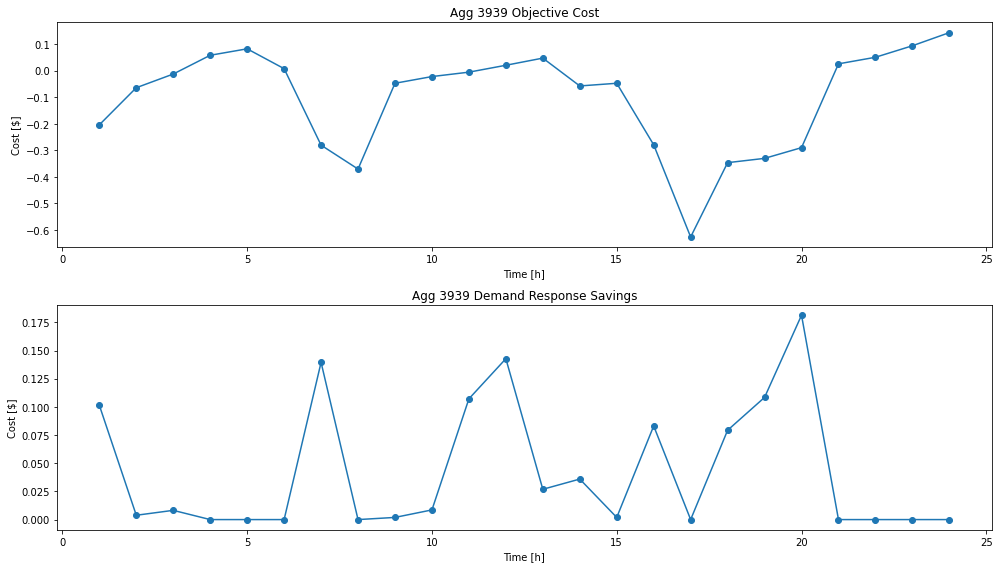 Agg 3939 Objective Cost
Cost [$]
0.1
0.0
−0.1
−0.2
−0.3
−0.4
−0.5
−0.6
0 5 10 15 20 25
Time [h]
Agg 3939 Demand Response Savings
Cost [$]
0.175
0.150
0.125
0.100
0.075
0.050
0.025
0.000
0 5 10 15 20 25
Time [h]